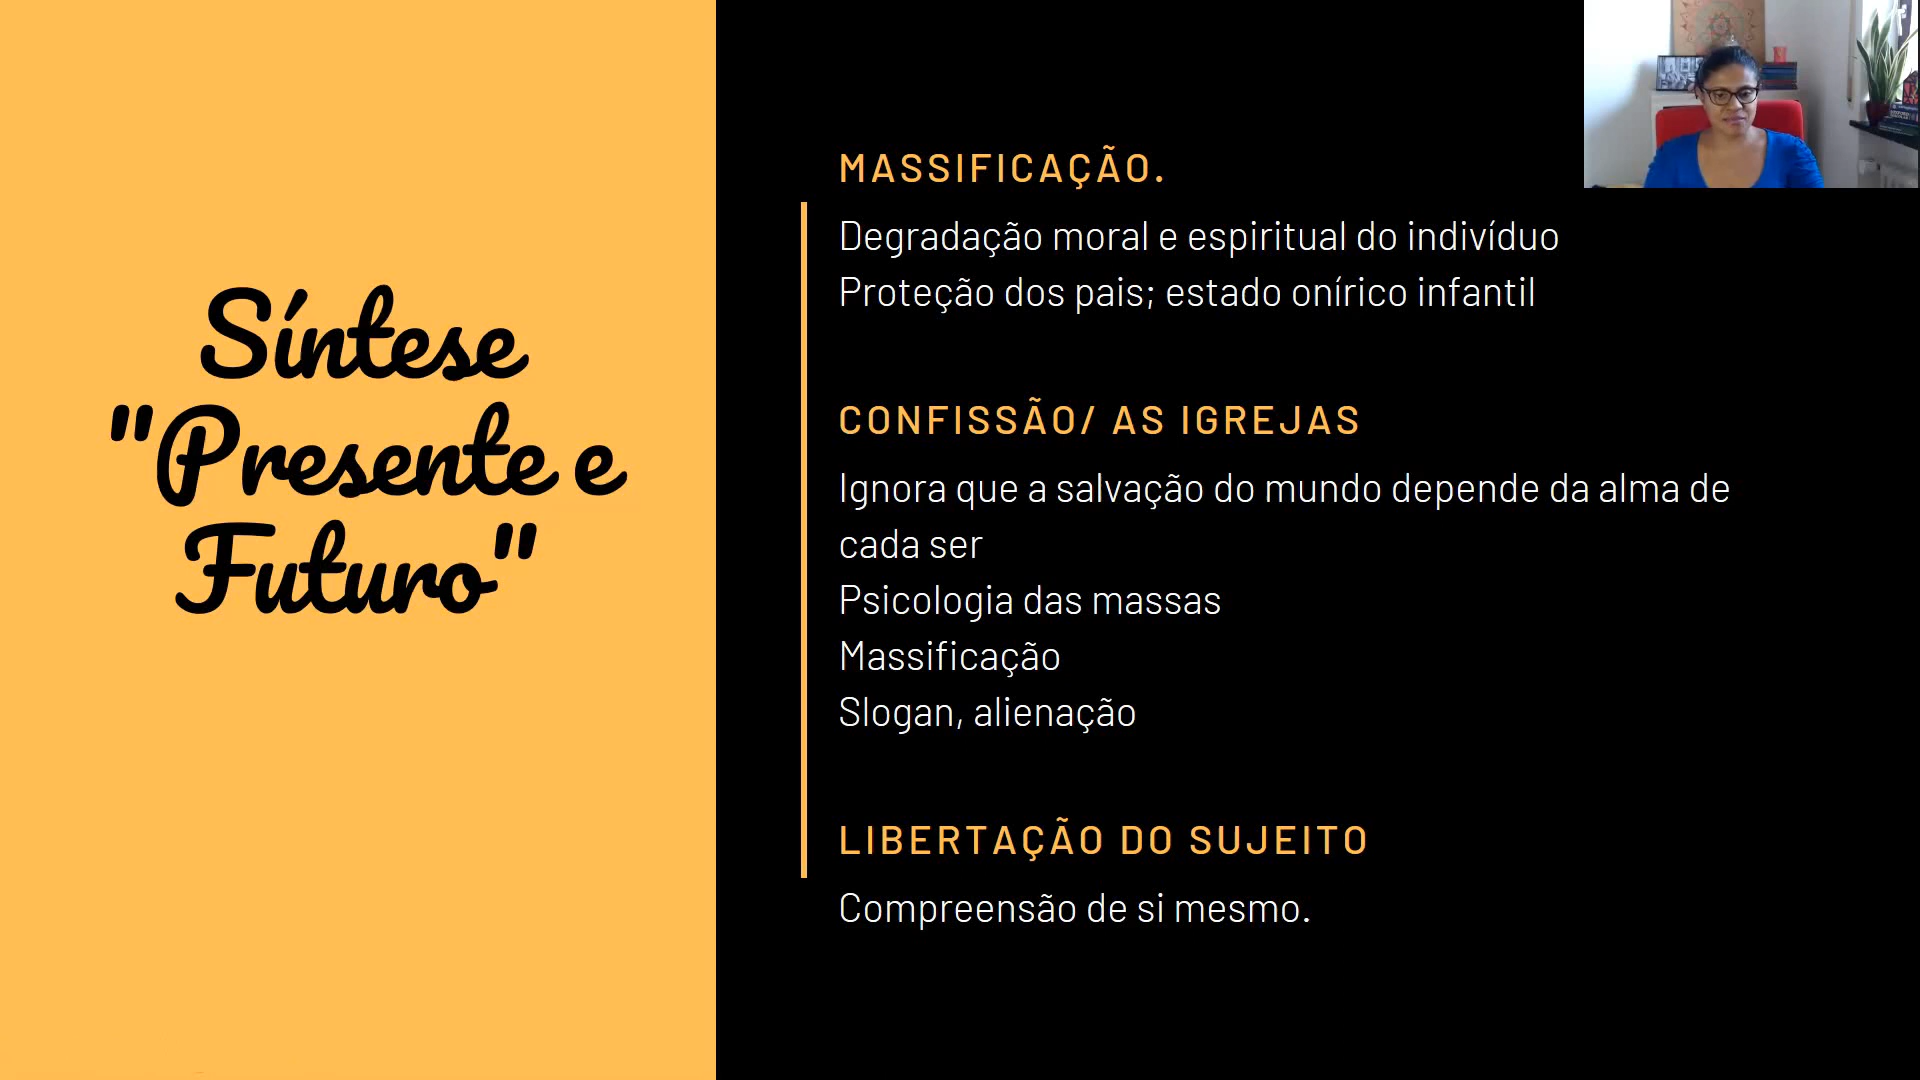 Síntese
"Presente e
Futuro"
MASSIFICAÇÃO.
Degradação moral e espiritual do indivíduo
Proteção dos pais; estado onírico infantil
CONFISSÃO/ AS IGREJAS
Ignora que a salvação do mundo depende da alma de
cada ser
Psicologia das massas
Massificação
Slogan, alienação
LIBERTAÇÃO DO SUJEITO
Compreensão de si mesmo.